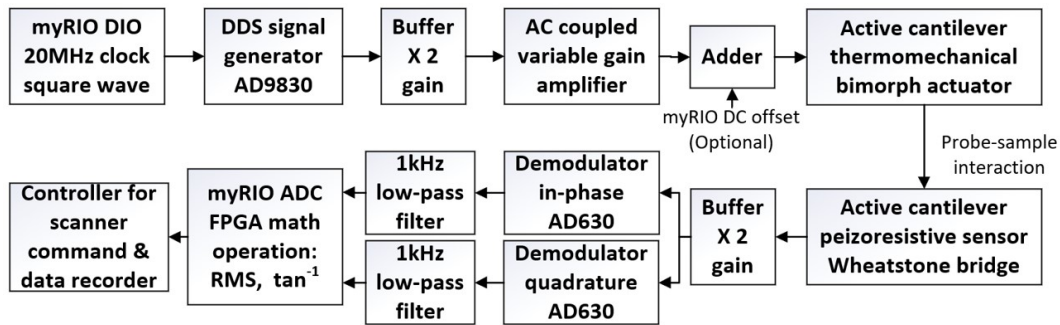 myRIO DIO
20MHz clock
square wave
DDS signal
generator
AD9830
Buffer
X 2
gain
AC coupled
variable gain
amplifier
Adder
myRIO DC offset
(Optional)
Active cantilever
thermomechanical
bimorph actuator
Probe-sample
interaction
Active cantilever
peizoresistive sensor
Wheatstone bridge
Buffer
X 2
gain
Demodulator
in-phase
AD630
Demodulator
quadrature
AD630
1kHz
low-pass
filter
1kHz
low-pass
filter
myRIO ADC
FPGA math
operation:
RMS, tan⁻¹
Controller for
scanner
command &
data recorder